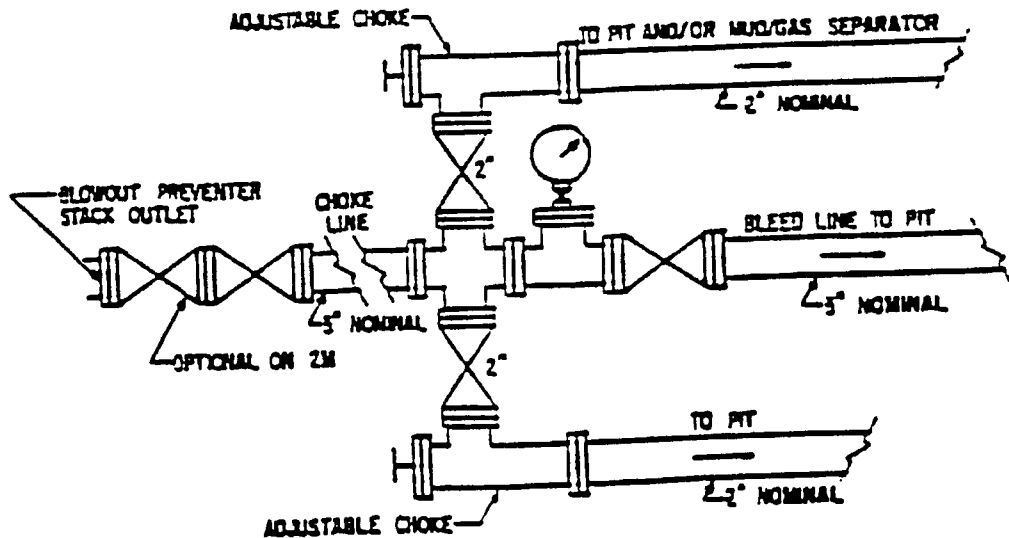 ADJUSTABLE CHOKE
TO PIT AND/OR MUD/GAS SEPARATOR
2" NOMINAL
2"
BLOWOUT PREVENTER
STACK OUTLET
CHOKE
LINE
BLEED LINE TO PIT
3" NOMINAL
3" NOMINAL
OPTIONAL ON 2M
2"
TO PIT
2" NOMINAL
ADJUSTABLE CHOKE